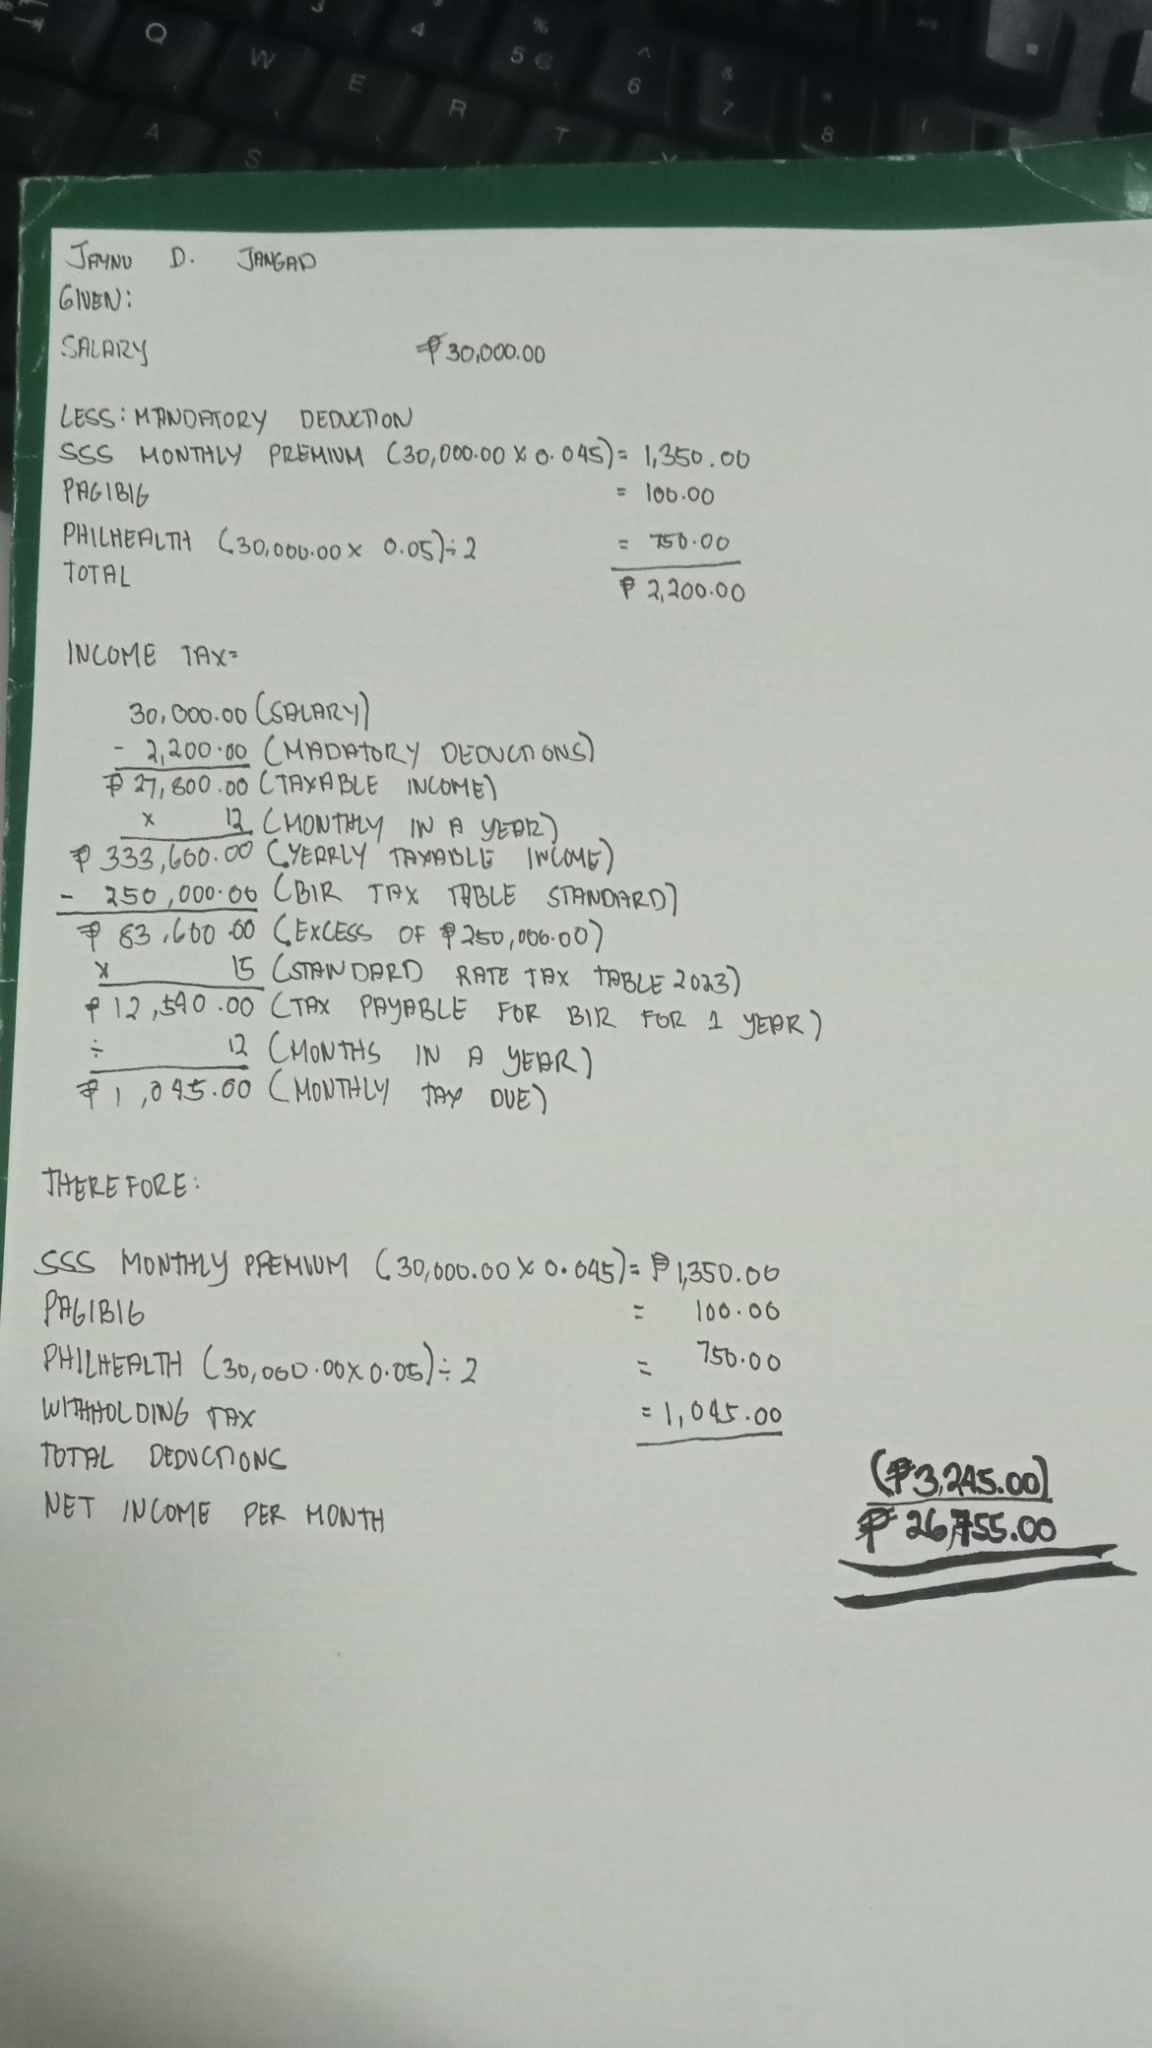 Q W E R 4 % 5 € ^ 6 & 7 * 8
A S T
JAYNU D. JANGAD
GIVEN:
SALARY ₱30,000.00
LESS: MANDATORY DEDUCTION
SSS MONTHLY PREMIUM (30,000.00 X 0.045)= 1,350.00
PAGIBIG = 100.00
PHILHEALTH (30,000.00 X 0.05)÷2 = 750.00
TOTAL ₱ 2,200.00
INCOME TAX=
30,000.00 (SALARY)
- 2,200.00 (MADATORY DEDUCTIONS)
₱ 27,800.00 (TAXABLE INCOME)
x 12 (MONTHLY IN A YEAR)
₱ 333,600.00 (YERRLY TAXABLE INCOME)
- 250,000.00 (BIR TAX TABLE STANDARD)
₱ 83,600.00 (EXCESS OF ₱250,000.00)
x 15 (STANDARD RATE TAX TABLE 2023)
₱ 12,540.00 (TAX PAYABLE FOR BIR FOR 1 YEAR)
÷ 12 (MONTHS IN A YEAR)
₱ 1,045.00 (MONTHLY TAX DUE)
THEREFORE:
SSS MONTHLY PREMIUM (30,000.00 X 0.045)= ₱1,350.00
PAGIBIG = 100.00
PHILHEALTH (30,000.00 X 0.05)÷2 = 750.00
WITHHOLDING TAX = 1,045.00
TOTAL DEDUCTIONS (₱3,245.00)
NET INCOME PER MONTH ₱ 26,755.00